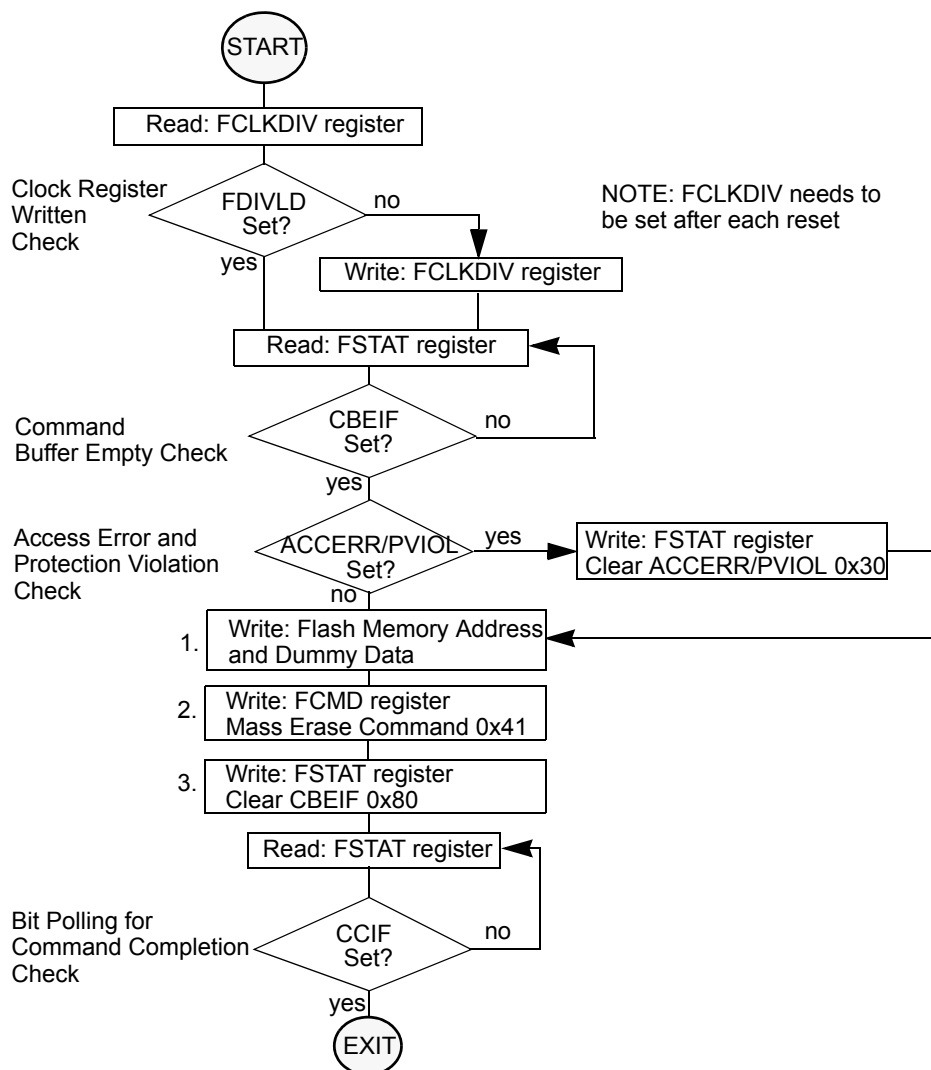 START
Read: FCLKDIV register
Clock Register
Written
Check
FDIVLD
Set?
no
yes
NOTE: FCLKDIV needs to
be set after each reset
Write: FCLKDIV register
Read: FSTAT register
Command
Buffer Empty Check
CBEIF
Set?
no
yes
Access Error and
Protection Violation
Check
ACCERR/PVIOL
Set?
yes
no
Write: FSTAT register
Clear ACCERR/PVIOL 0x30
1.
Write: Flash Memory Address
and Dummy Data
2.
Write: FCMD register
Mass Erase Command 0x41
3.
Write: FSTAT register
Clear CBEIF 0x80
Read: FSTAT register
Bit Polling for
Command Completion
Check
CCIF
Set?
no
yes
EXIT